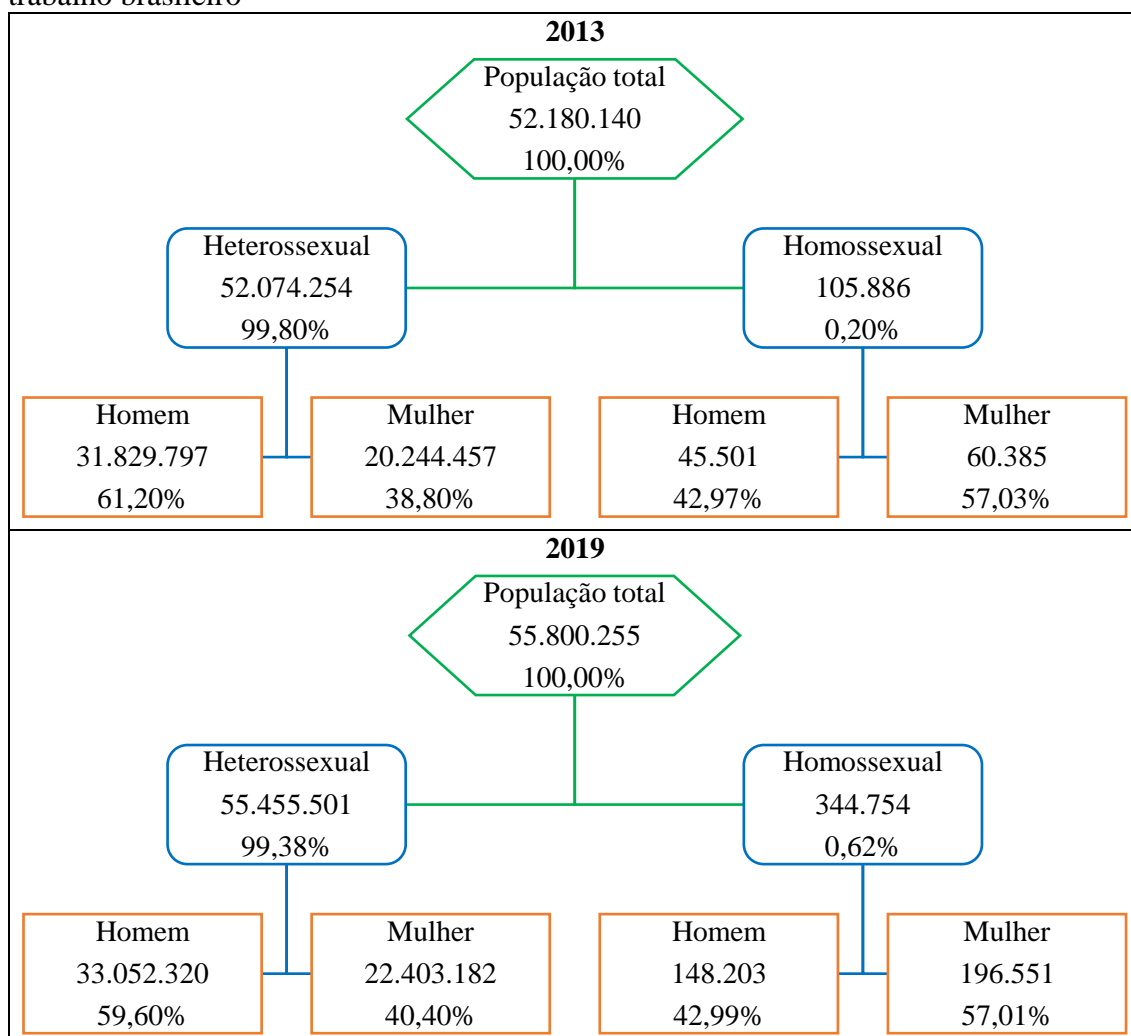 trabalho brasileiro
2013
População total
52.180.140
100,00%
Heterossexual
52.074.254
99,80%
Homossexual
105.886
0,20%
Homem
31.829.797
61,20%
Mulher
20.244.457
38,80%
Homem
45.501
42,97%
Mulher
60.385
57,03%
2019
População total
55.800.255
100,00%
Heterossexual
55.455.501
99,38%
Homossexual
344.754
0,62%
Homem
33.052.320
59,60%
Mulher
22.403.182
40,40%
Homem
148.203
42,99%
Mulher
196.551
57,01%